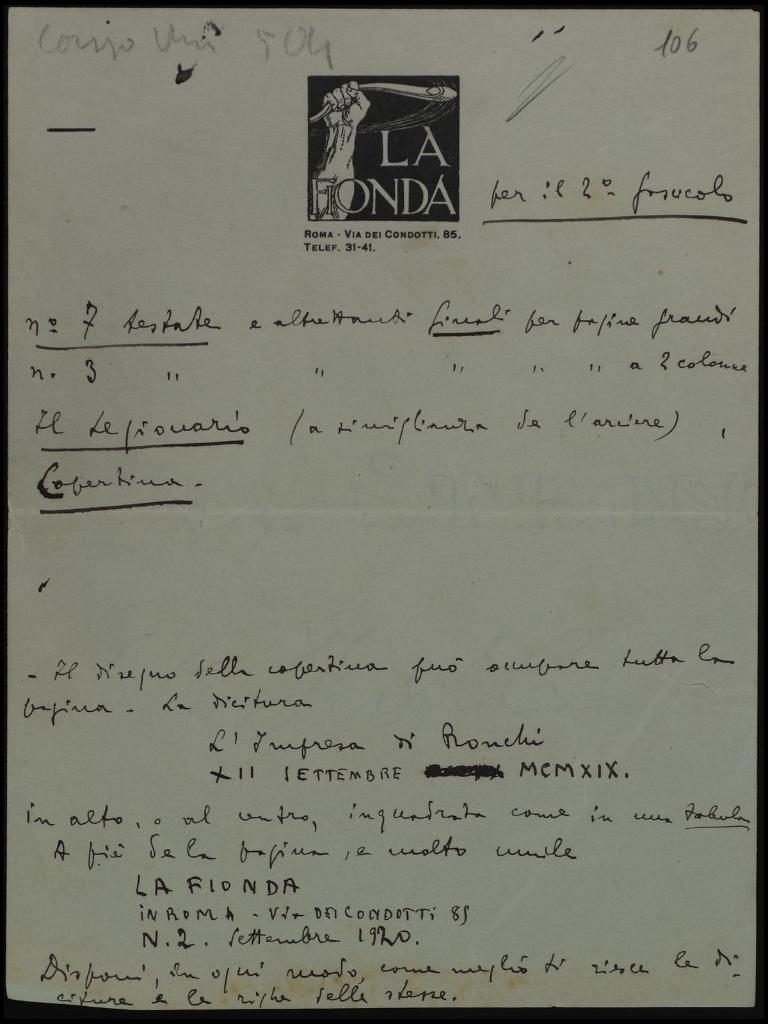 504
106
LA
FIONDA
ROMA - VIA DEI CONDOTTI, 85.
TELEF. 31-41.
per il 2º fascicolo
nº 7 testate e altrettanti finali per pagine grandi
n. 3 " " " " " a 2 colonne
Il Legionario (a simiglianza de l'arciere),
Copertina.
- Il disegno della copertina può occupare tutta la
pagina - La dicitura
L'Impresa di Ronchi
XII SETTEMBRE MCMXIX.
in alto, o al centro, inquadrata come in una tabula
A piè de la pagina, e molto umile
LA FIONDA
IN ROMA - Via DEI CONDOTTI 85
N. 2. Settembre 1920.
Disponi, in ogni modo, come meglio ti riesce le di-
citure e le righe delle stesse.